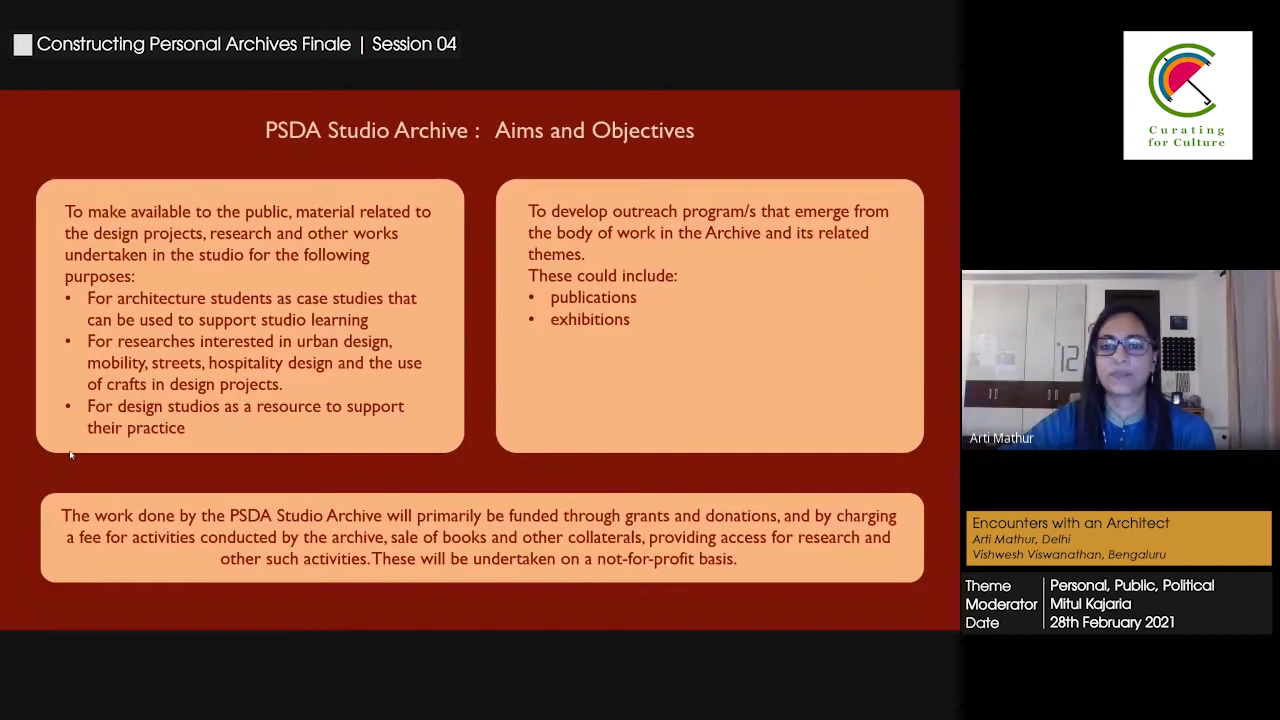 Constructing Personal Archives Finale | Session 04
PSDA Studio Archive : Aims and Objectives
To make available to the public, material related to
the design projects, research and other works
undertaken in the studio for the following
purposes:
• For architecture students as case studies that
can be used to support studio learning
• For researches interested in urban design,
mobility, streets, hospitality design and the use
of crafts in design projects.
• For design studios as a resource to support
their practice
To develop outreach program/s that emerge from
the body of work in the Archive and its related
themes.
These could include:
• publications
• exhibitions
The work done by the PSDA Studio Archive will primarily be funded through grants and donations, and by charging
a fee for activities conducted by the archive, sale of books and other collaterals, providing access for research and
other such activities. These will be undertaken on a not-for-profit basis.
Curating
for Culture
'12
Arti Mathur
Encounters with an Architect
Arti Mathur, Delhi
Vishwesh Viswanathan, Bengaluru
Theme Personal, Public, Political
Moderator Mitul Kajaria
Date 28th February 2021